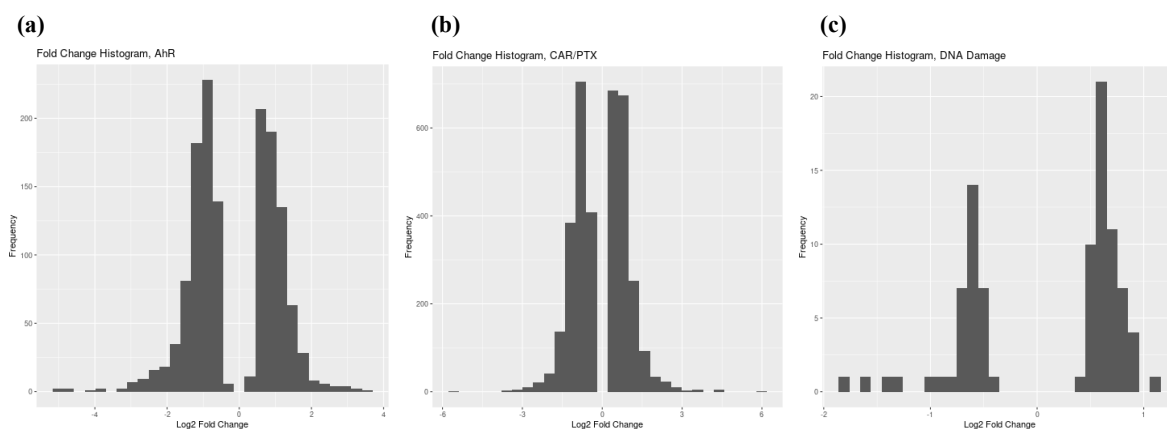 (a)
Fold Change Histogram, AhR
Frequency
200
150
100
50
0
-4
-2
0
2
4
Log2 Fold Change
(b)
Fold Change Histogram, CAR/PTX
Frequency
600
400
200
0
-6
-3
0
3
6
Log2 Fold Change
(c)
Fold Change Histogram, DNA Damage
Frequency
20
15
10
5
0
-2
-1
0
1
Log2 Fold Change